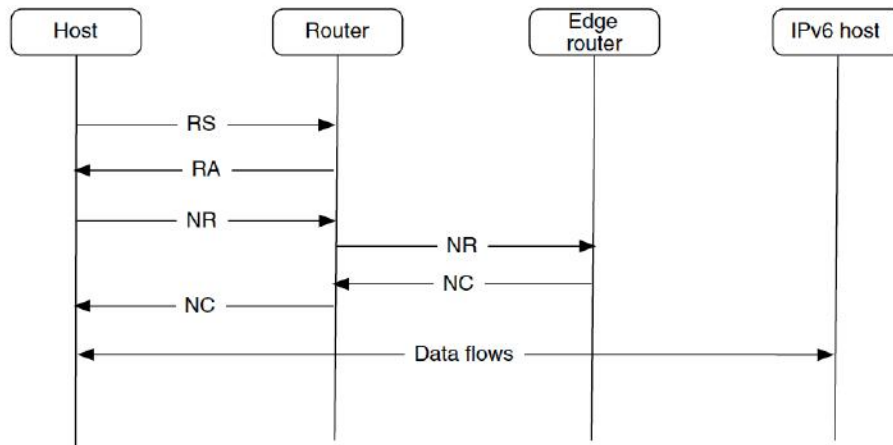 Host
Router
Edge
router
IPv6 host
RS
RA
NR
NR
NC
NC
Data flows